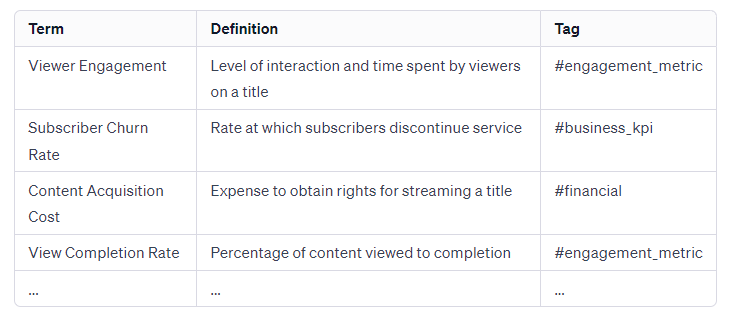 Term Definition Tag
Viewer Engagement Level of interaction and time spent by viewers #engagement_metric
on a title
Subscriber Churn Rate at which subscribers discontinue service #business_kpi
Rate
Content Acquisition Expense to obtain rights for streaming a title #financial
Cost
View Completion Rate Percentage of content viewed to completion #engagement_metric
... ... ...